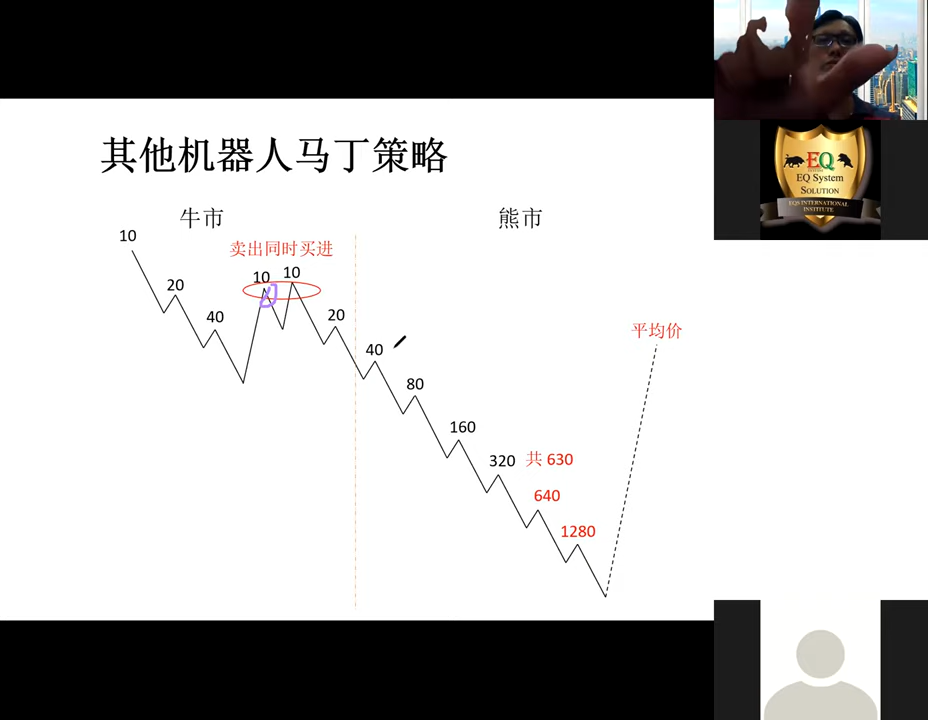 其他机器人马丁策略
牛市
熊市
10
卖出同时买进
20
40
10
10
20
40
80
160
320 共 630
640
1280
平均价
EQ
EQ System
Solution
EQS INTERNATIONAL
INSTITUTE